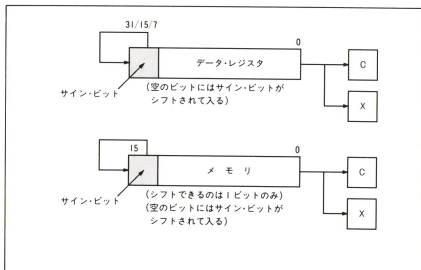 31/15/7
0
データ・レジスタ
C
X
サイン・ビット
(空のビットにはサイン・ビットが
シフトされて入る)
15
0
メ モ リ
C
X
サイン・ビット
(シフトできるのは1ビットのみ)
(空のビットにはサイン・ビットが
シフトされて入る)